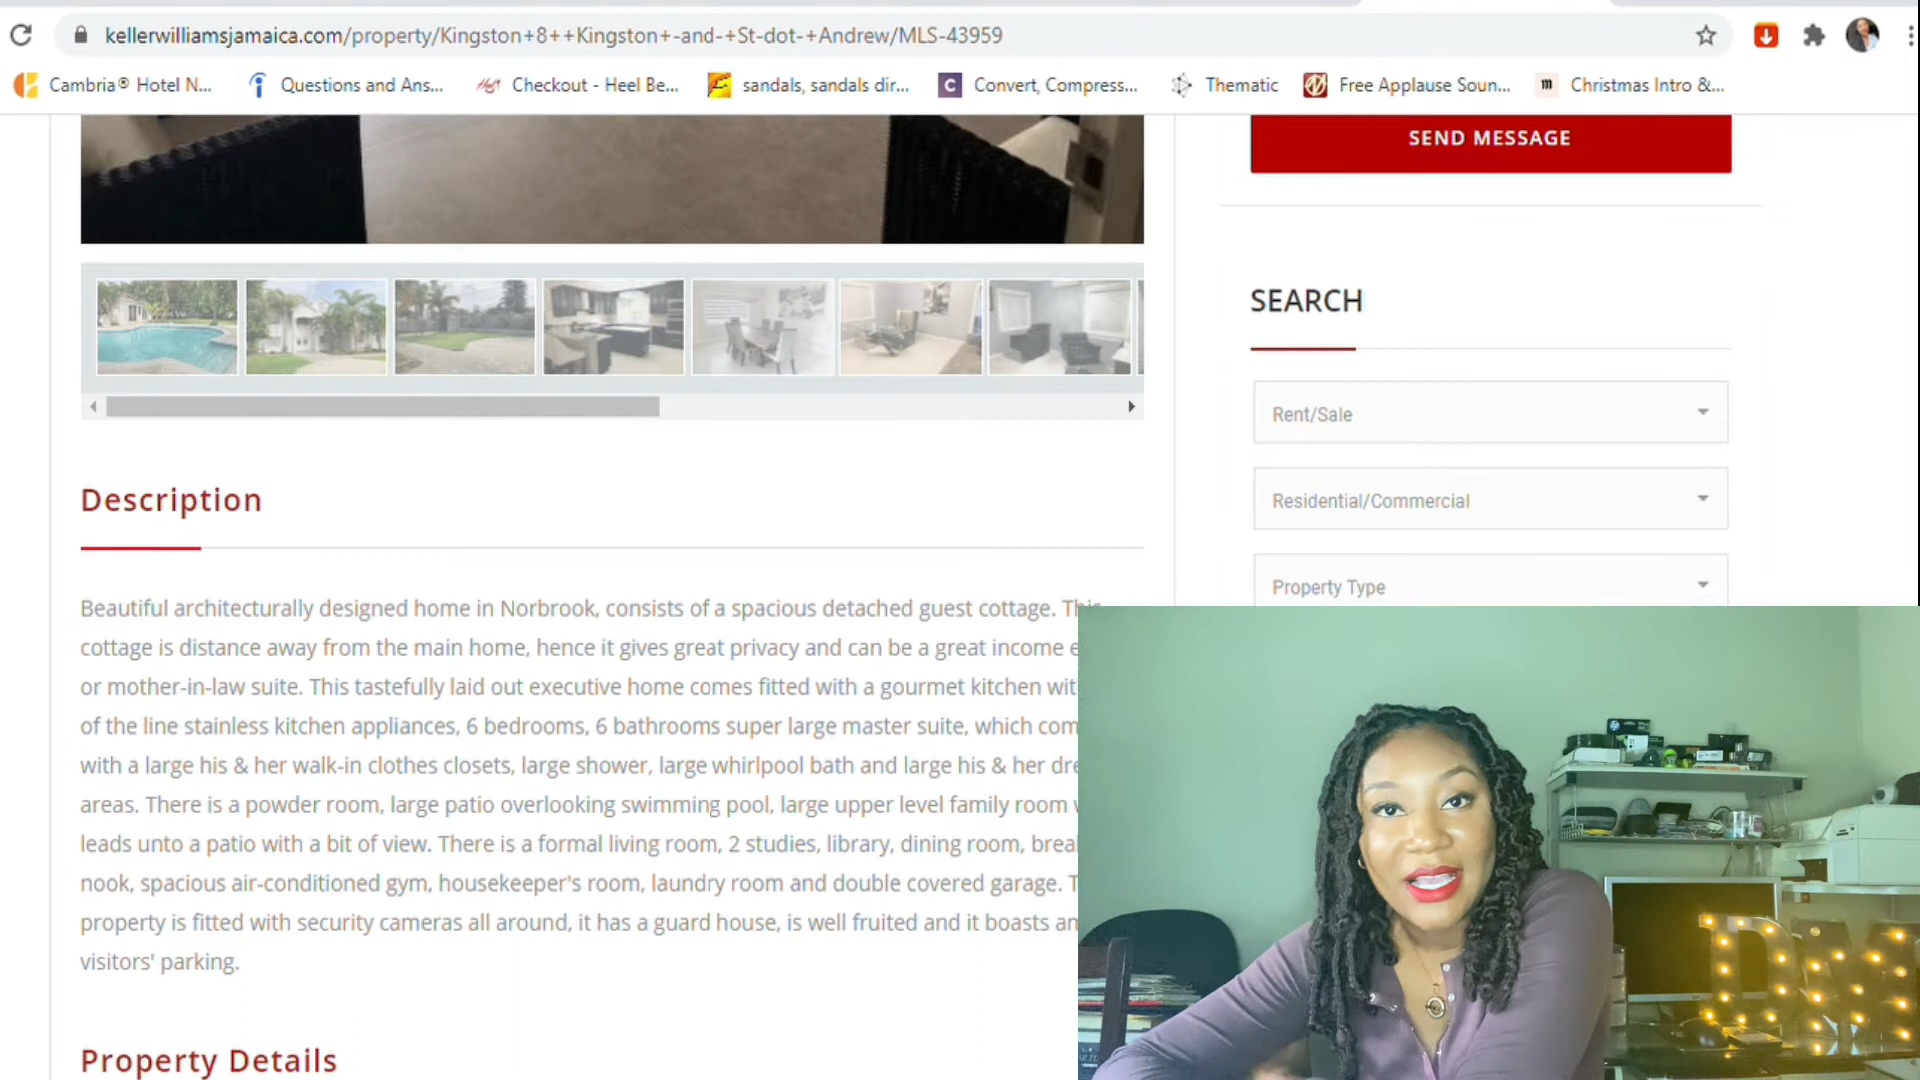 kellerwilliamsjamaica.com/property/Kingston+8++Kingston+-and-+St-dot-+Andrew/MLS-43959
Cambria® Hotel N... Questions and Ans... Checkout - Heel Be... sandals, sandals dir... Convert, Compress... Thematic Free Applause Soun... Christmas Intro &...
SEND MESSAGE
SEARCH
Rent/Sale
Residential/Commercial
Property Type
Description
Beautiful architecturally designed home in Norbrook, consists of a spacious detached guest cottage. This
cottage is distance away from the main home, hence it gives great privacy and can be a great income
or mother-in-law suite. This tastefully laid out executive home comes fitted with a gourmet kitchen
of the line stainless kitchen appliances, 6 bedrooms, 6 bathrooms super large master suite, which
with a large his & her walk-in clothes closets, large shower, large whirlpool bath and large his & her
areas. There is a powder room, large patio overlooking swimming pool, large upper level family room
leads unto a patio with a bit of view. There is a formal living room, 2 studies, library, dining room,
nook, spacious air-conditioned gym, housekeeper's room, laundry room and double covered garage.
property is fitted with security cameras all around, it has a guard house, is well fruited and it boasts
visitors' parking.
Property Details